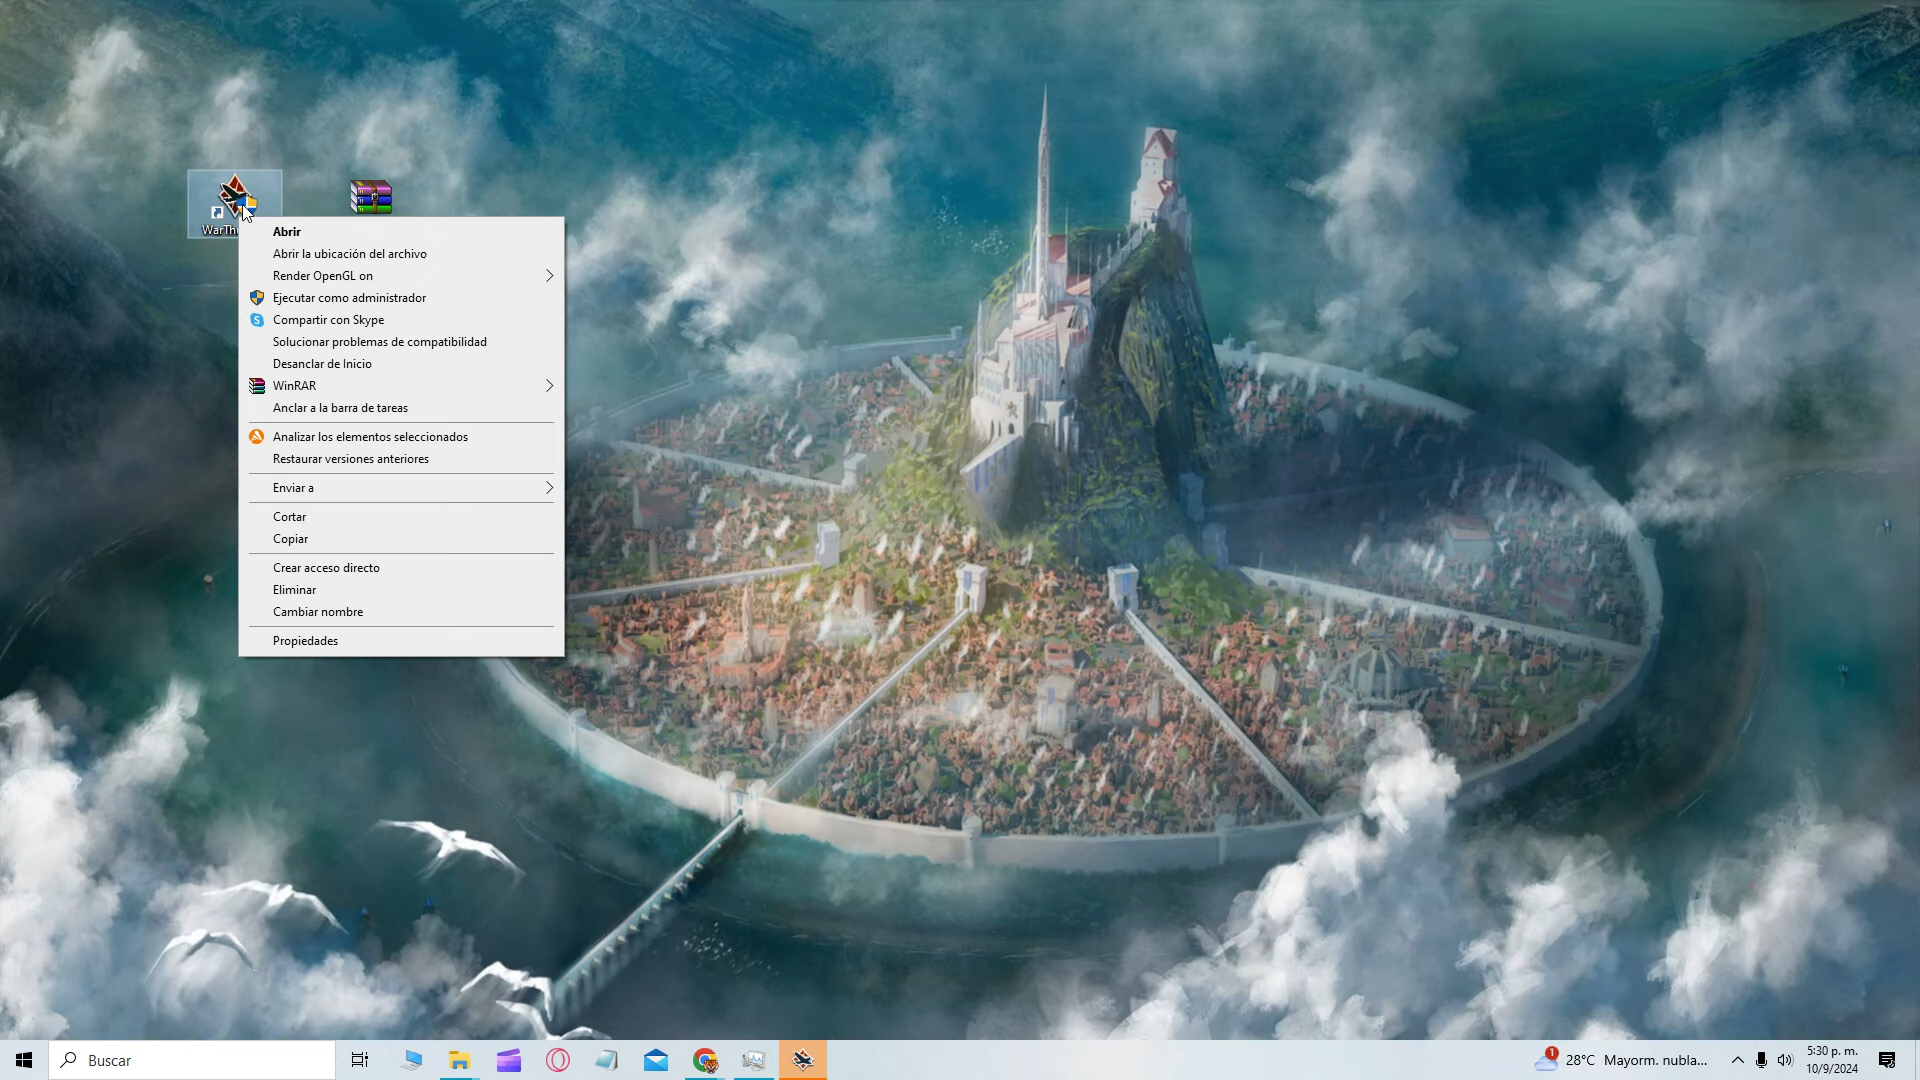 WarThu
Abrir
Abrir la ubicación del archivo
Render OpenGL on
Ejecutar como administrador
Compartir con Skype
Solucionar problemas de compatibilidad
Desanclar de Inicio
WinRAR
Anclar a la barra de tareas
Analizar los elementos seleccionados
Restaurar versiones anteriores
Enviar a
Cortar
Copiar
Crear acceso directo
Eliminar
Cambiar nombre
Propiedades
Buscar
1
28°C Mayorm. nubla...
5:30 p. m.
10/9/2024